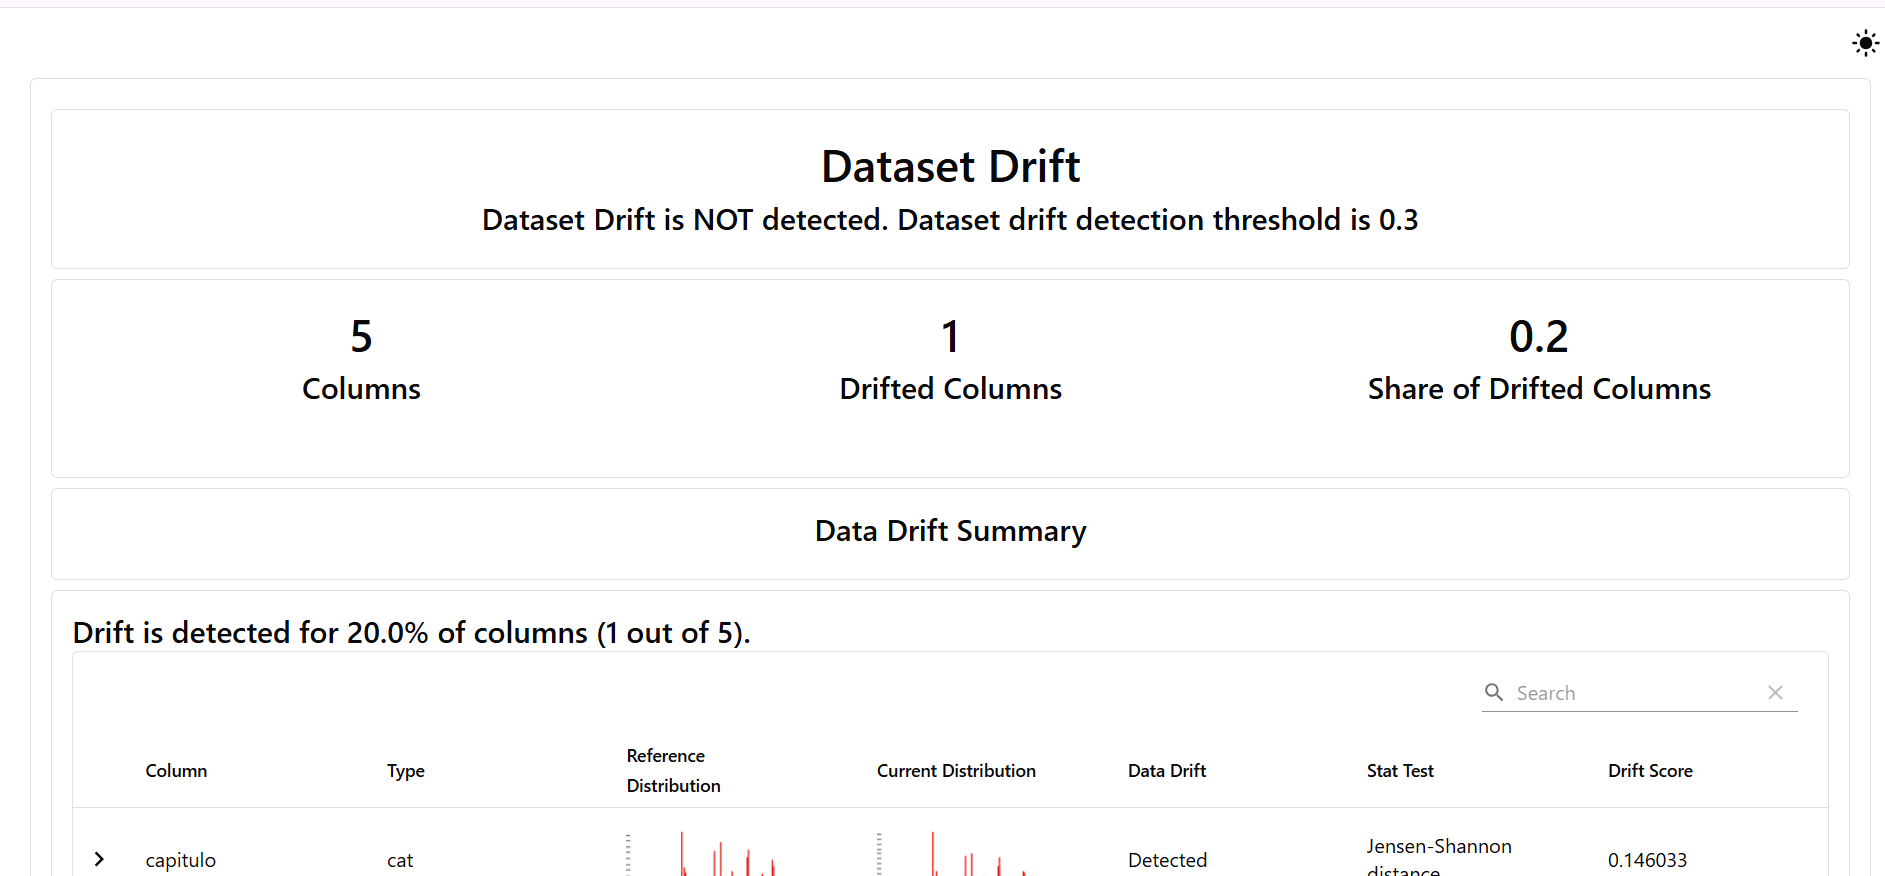 Dataset Drift
Dataset Drift is NOT detected. Dataset drift detection threshold is 0.3
5
Columns
1
Drifted Columns
0.2
Share of Drifted Columns
Data Drift Summary
Drift is detected for 20.0% of columns (1 out of 5).
Search
Column
Type
Reference
Distribution
Current Distribution
Data Drift
Stat Test
Drift Score
capitulo
cat
Detected
Jensen-Shannon
distance
0.146033